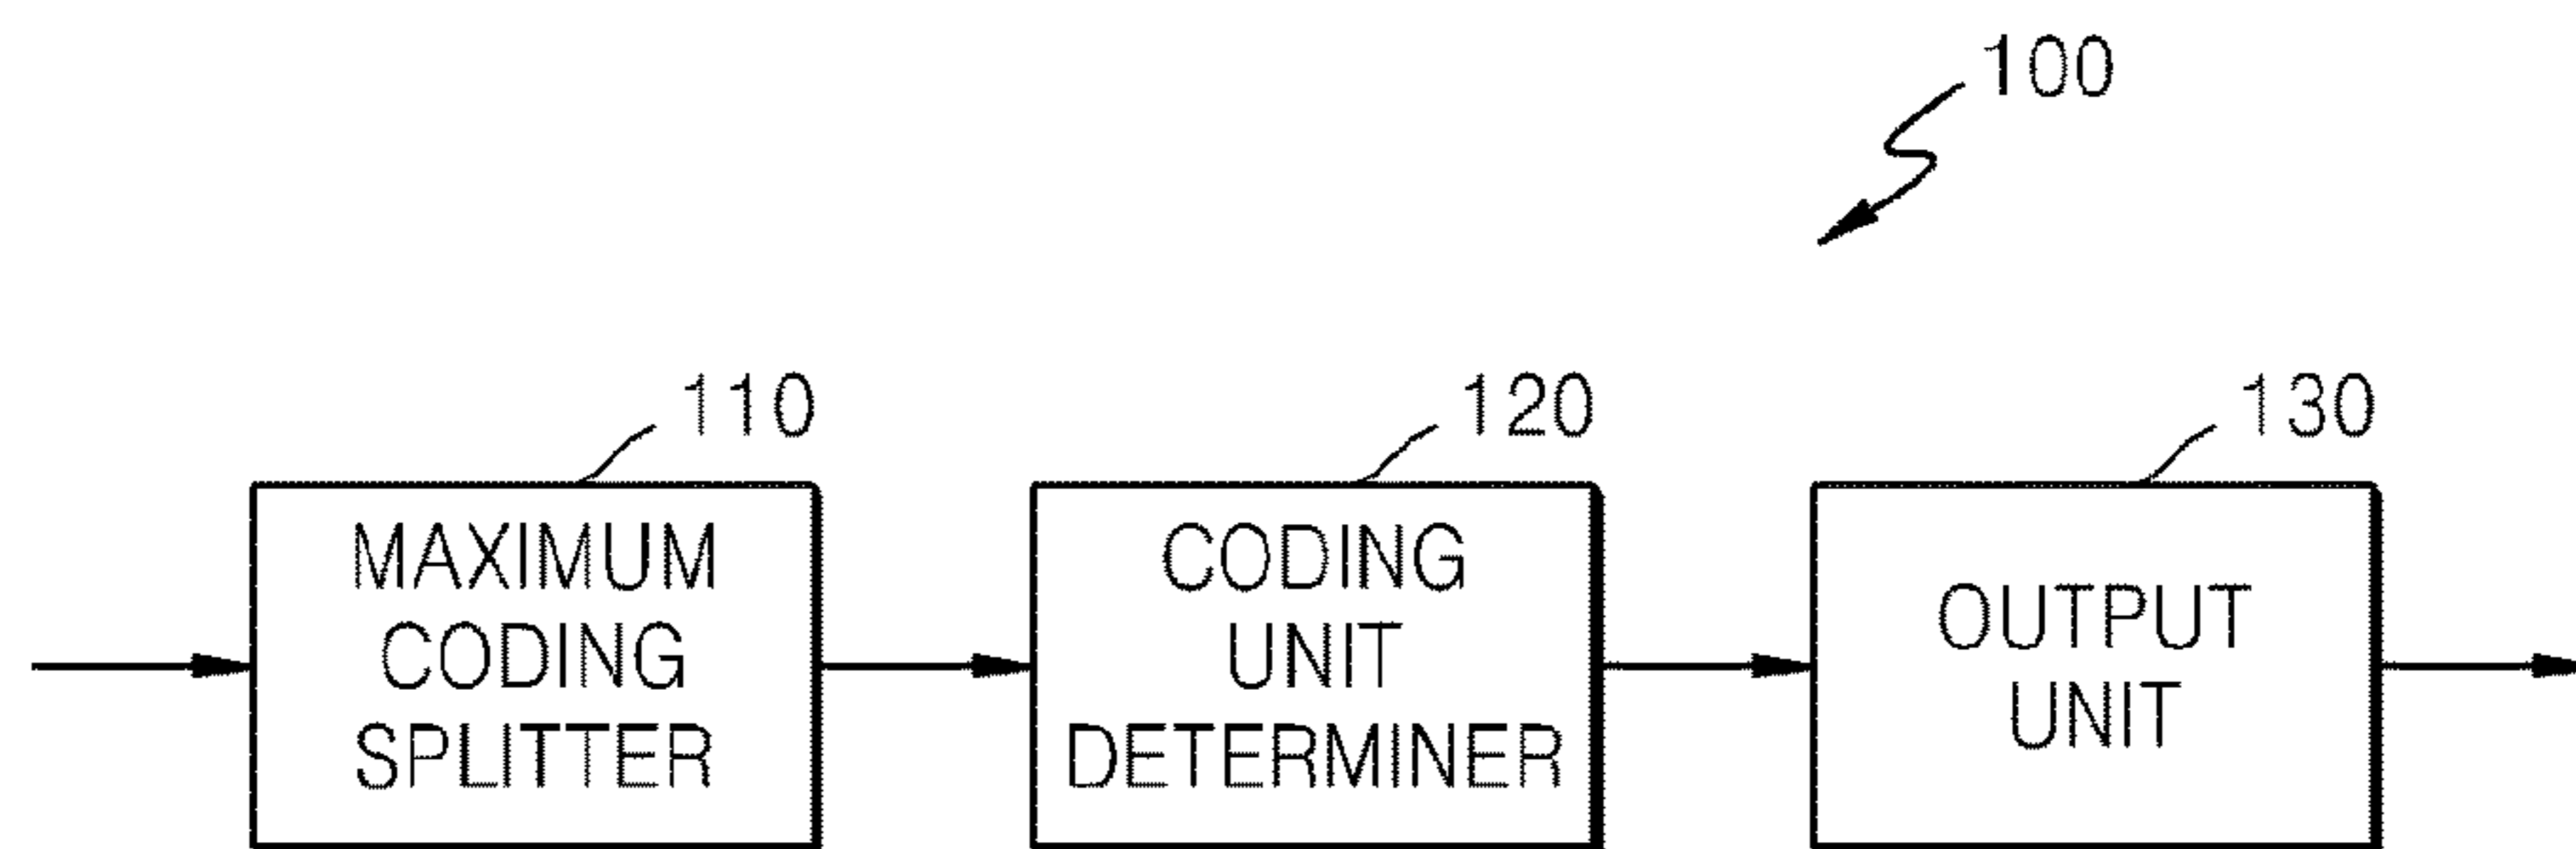 100
110
120
130
MAXIMUM
CODING
SPLITTER
CODING
UNIT
DETERMINER
OUTPUT
UNIT